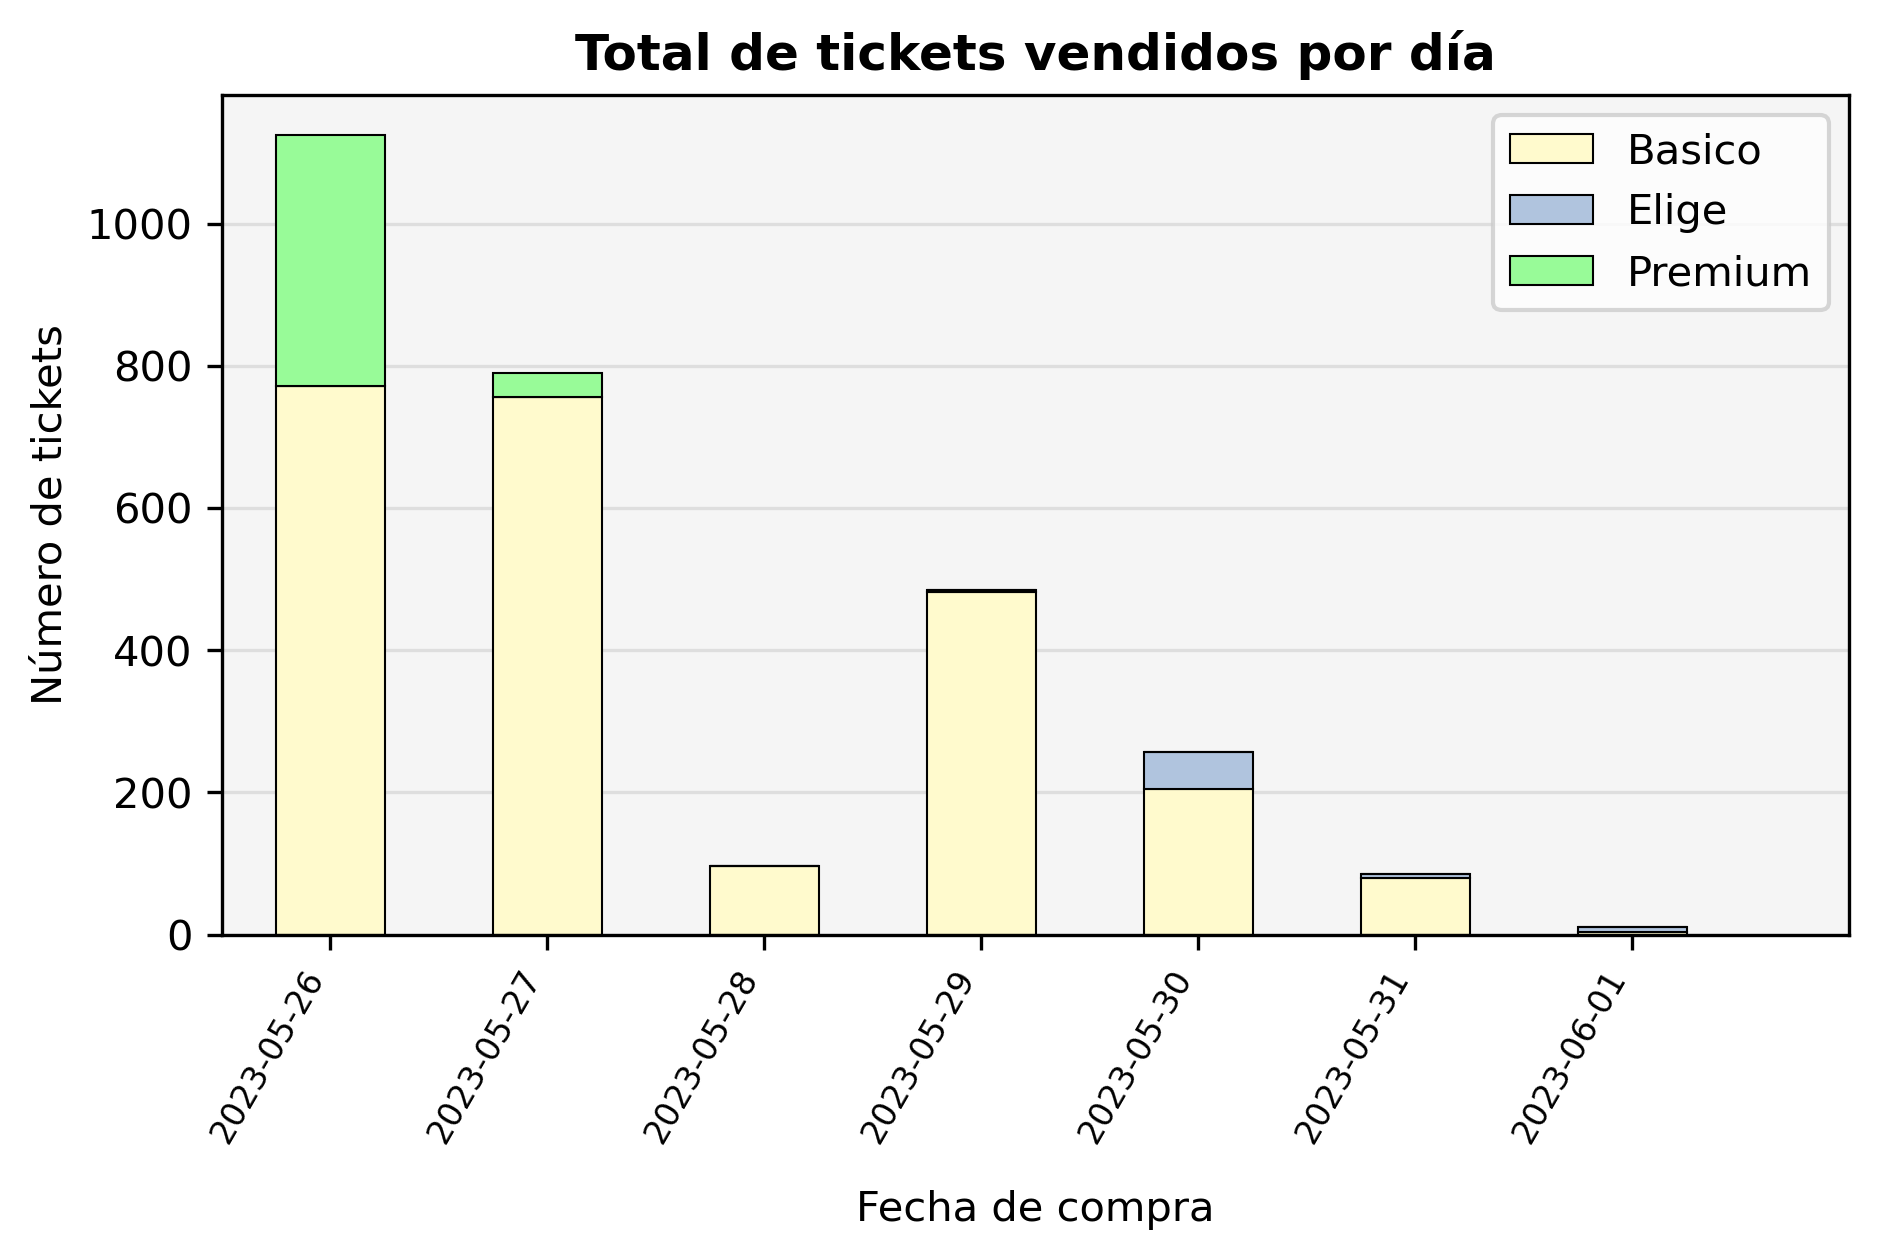 Total de tickets vendidos por día
Basico
Elige
Premium
Número de tickets
1000
800
600
400
200
0
2023-05-26
2023-05-27
2023-05-28
2023-05-29
2023-05-30
2023-05-31
2023-06-01
Fecha de compra